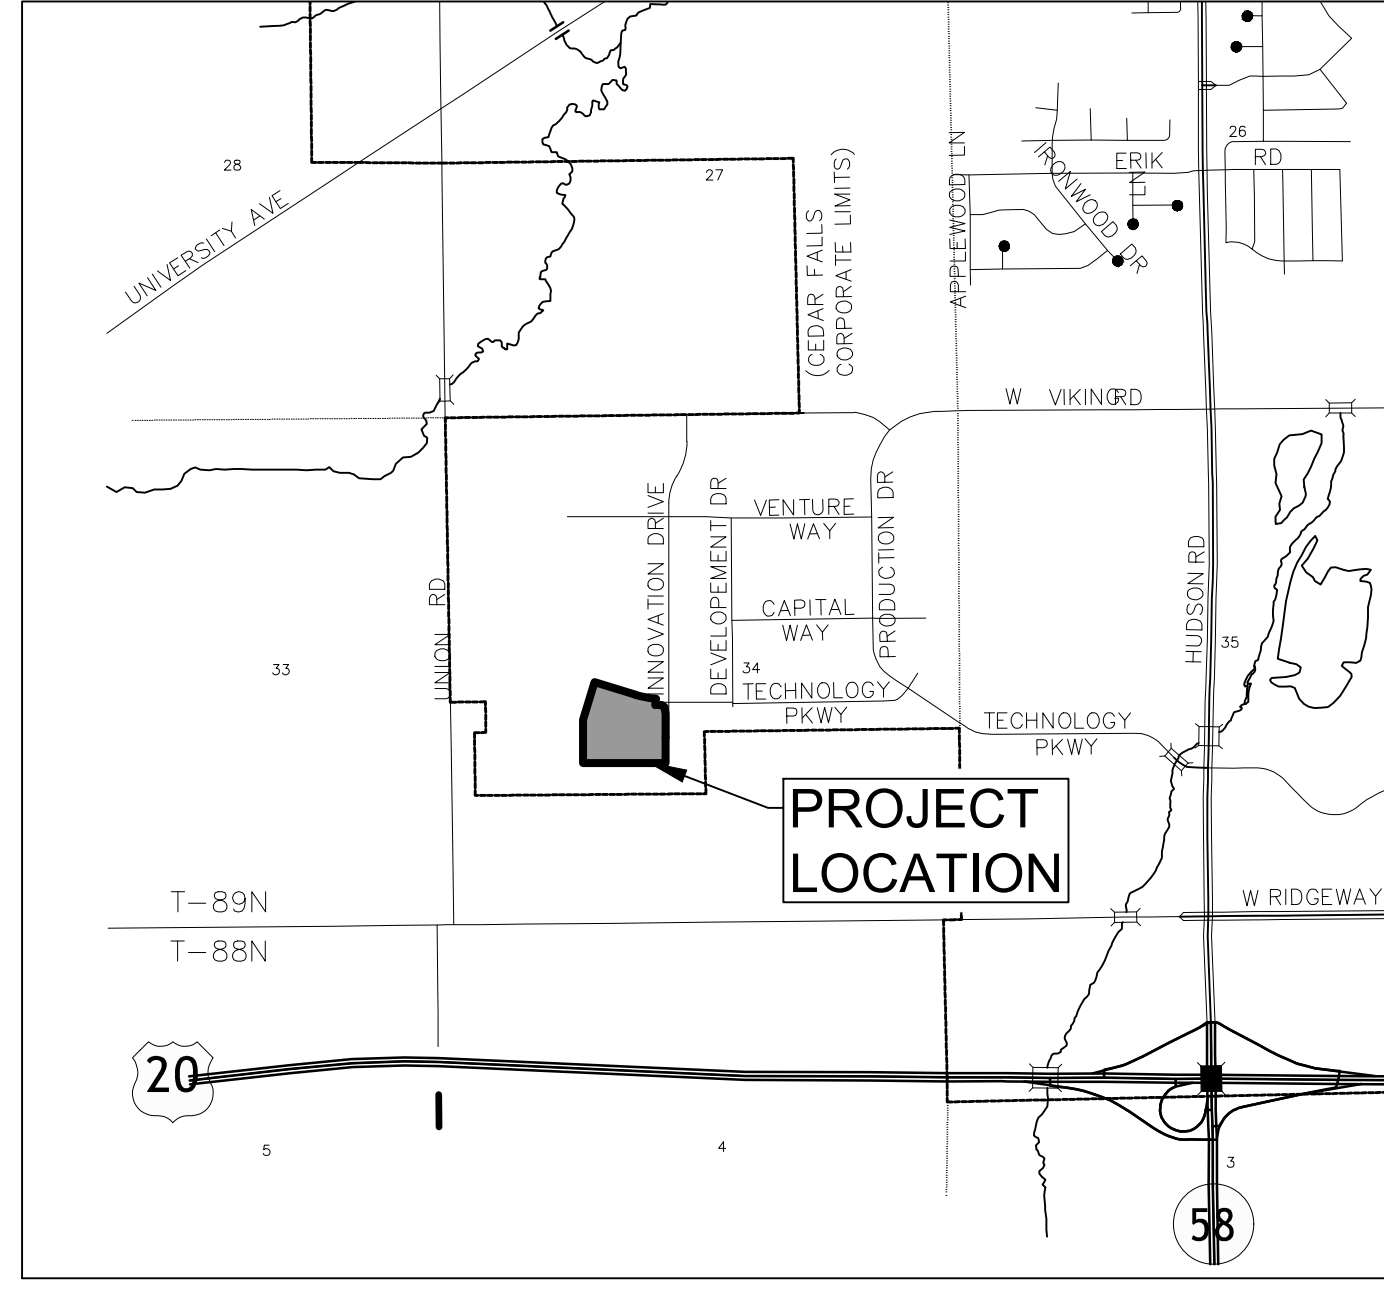 26
ERIK
RD
LN
IRONWOOD DR
APPLEWOOD LN
28
27
UNIVERSITY AVE
(CEDAR FALLS
CORPORATE LIMITS)
W VIKING RD
INNOVATION DRIVE
DEVELOPEMENT DR
VENTURE
WAY
PRODUCTION DR
CAPITAL
WAY
HUDSON RD
UNION RD
33
34
35
TECHNOLOGY
PKWY
TECHNOLOGY
PKWY
PROJECT
LOCATION
T-89N
W RIDGEWAY
T-88N
20
5
4
3
58